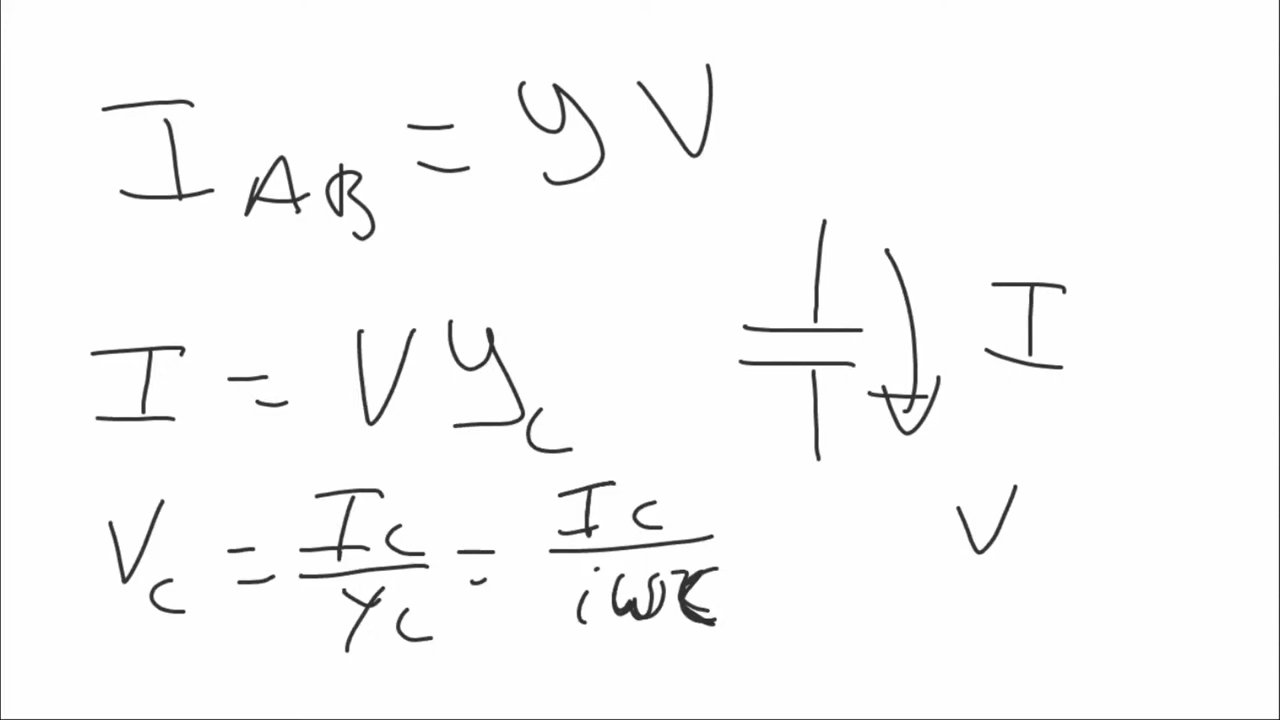 I_AB = y V
I = V y_c
I
V_c = I_c / Y_c = I_c / iωC
V